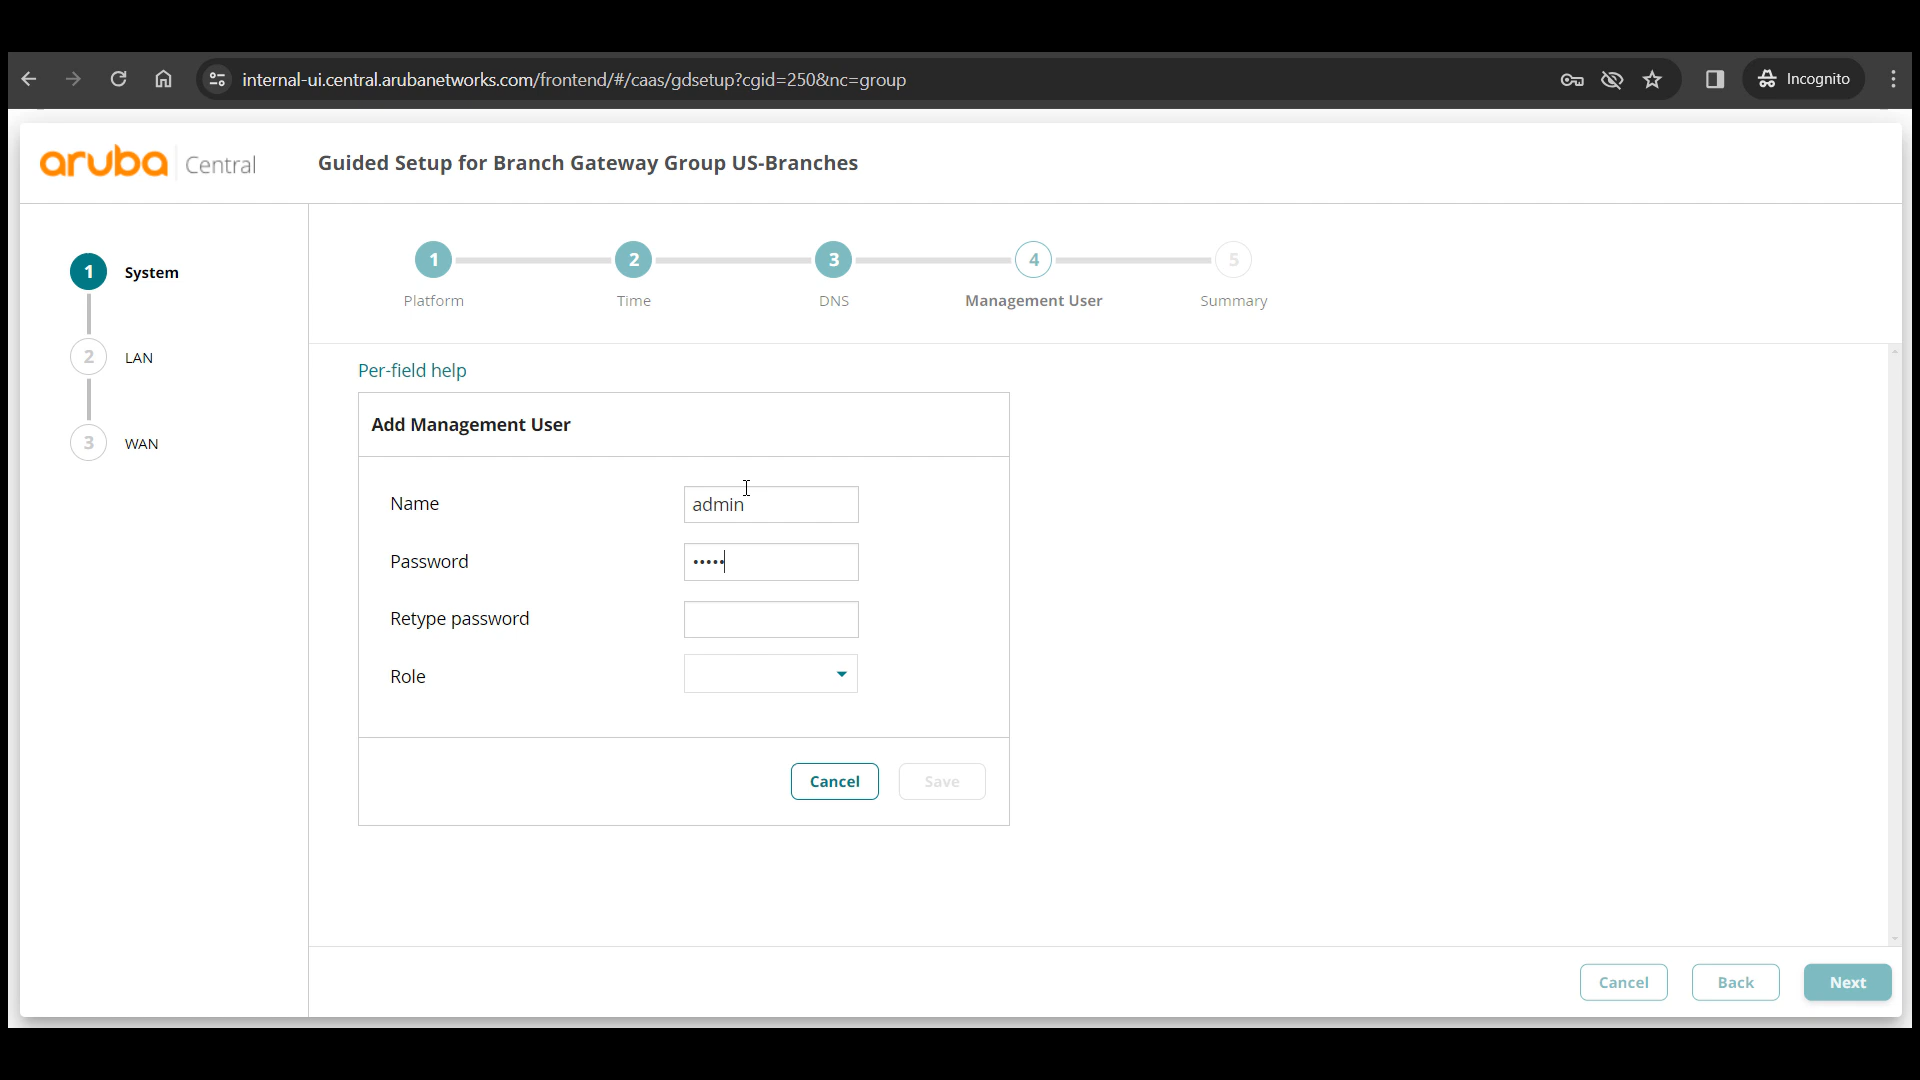 internal-ui.central.arubanetworks.com/frontend/#/caas/gdsetup?cgid=250&nc=group
Incognito
aruba Central
Guided Setup for Branch Gateway Group US-Branches
1 System
2 LAN
3 WAN
1 2 3 4 5
Platform Time DNS Management User Summary
Per-field help
Add Management User
Name admin
Password •••••
Retype password
Role
Cancel Save
Cancel Back Next